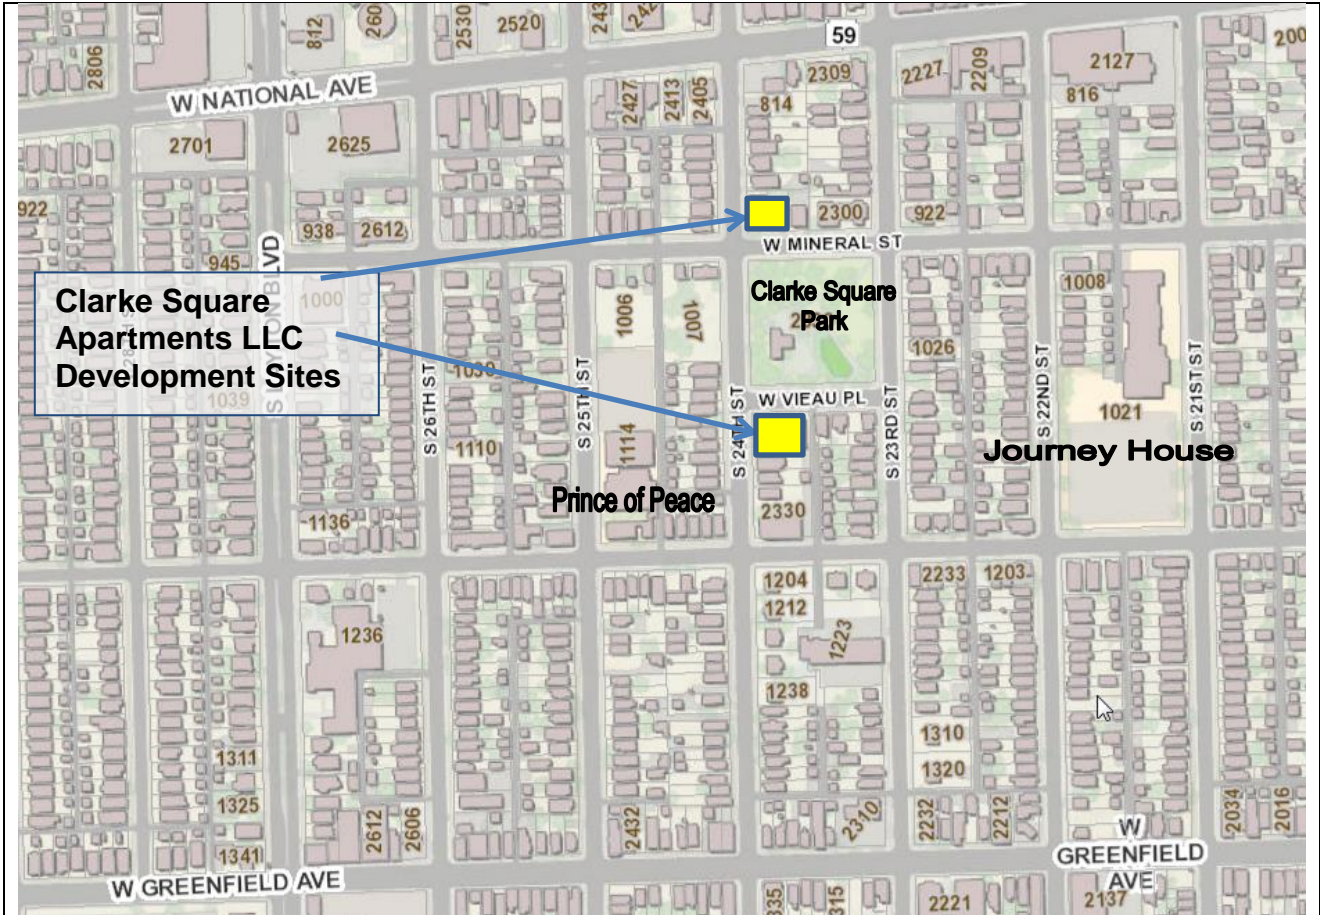 812
260
2530
2520
59
2806
2309
2227
2209
2127
816
W NATIONAL AVE
2427
2413
2405
814
2701
2625
922
938
2612
2300
922
W MINERAL ST
945
Clarke Square
Apartments LLC
Development Sites
1000
1039
1006
1007
Clarke Square
Park
1026
1008
1021
S 26TH ST
S 25TH ST
S 24TH ST
S 23RD ST
S 22ND ST
S 21ST ST
W VIEAU PL
1110
1114
Journey House
Prince of Peace
1136
2330
1204
1212
1223
1238
2233
1203
1236
1310
1320
1311
1325
1341
2612
2606
2432
2310
2232
2212
2034
2016
W GREENFIELD AVE
W
GREENFIELD
AVE
2221
2137